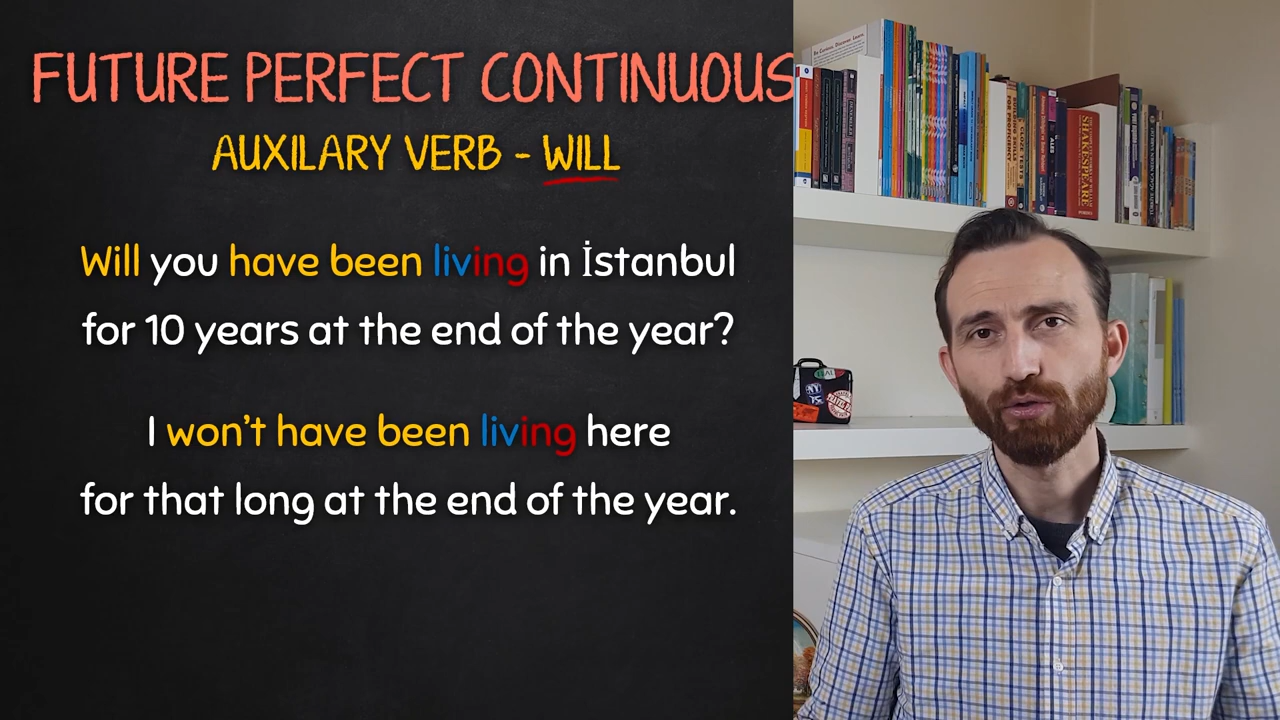 FUTURE PERFECT CONTINUOUS
AUXILARY VERB - WILL
Will you have been living in İstanbul
for 10 years at the end of the year?
I won't have been living here
for that long at the end of the year.
SHAKESPEARE